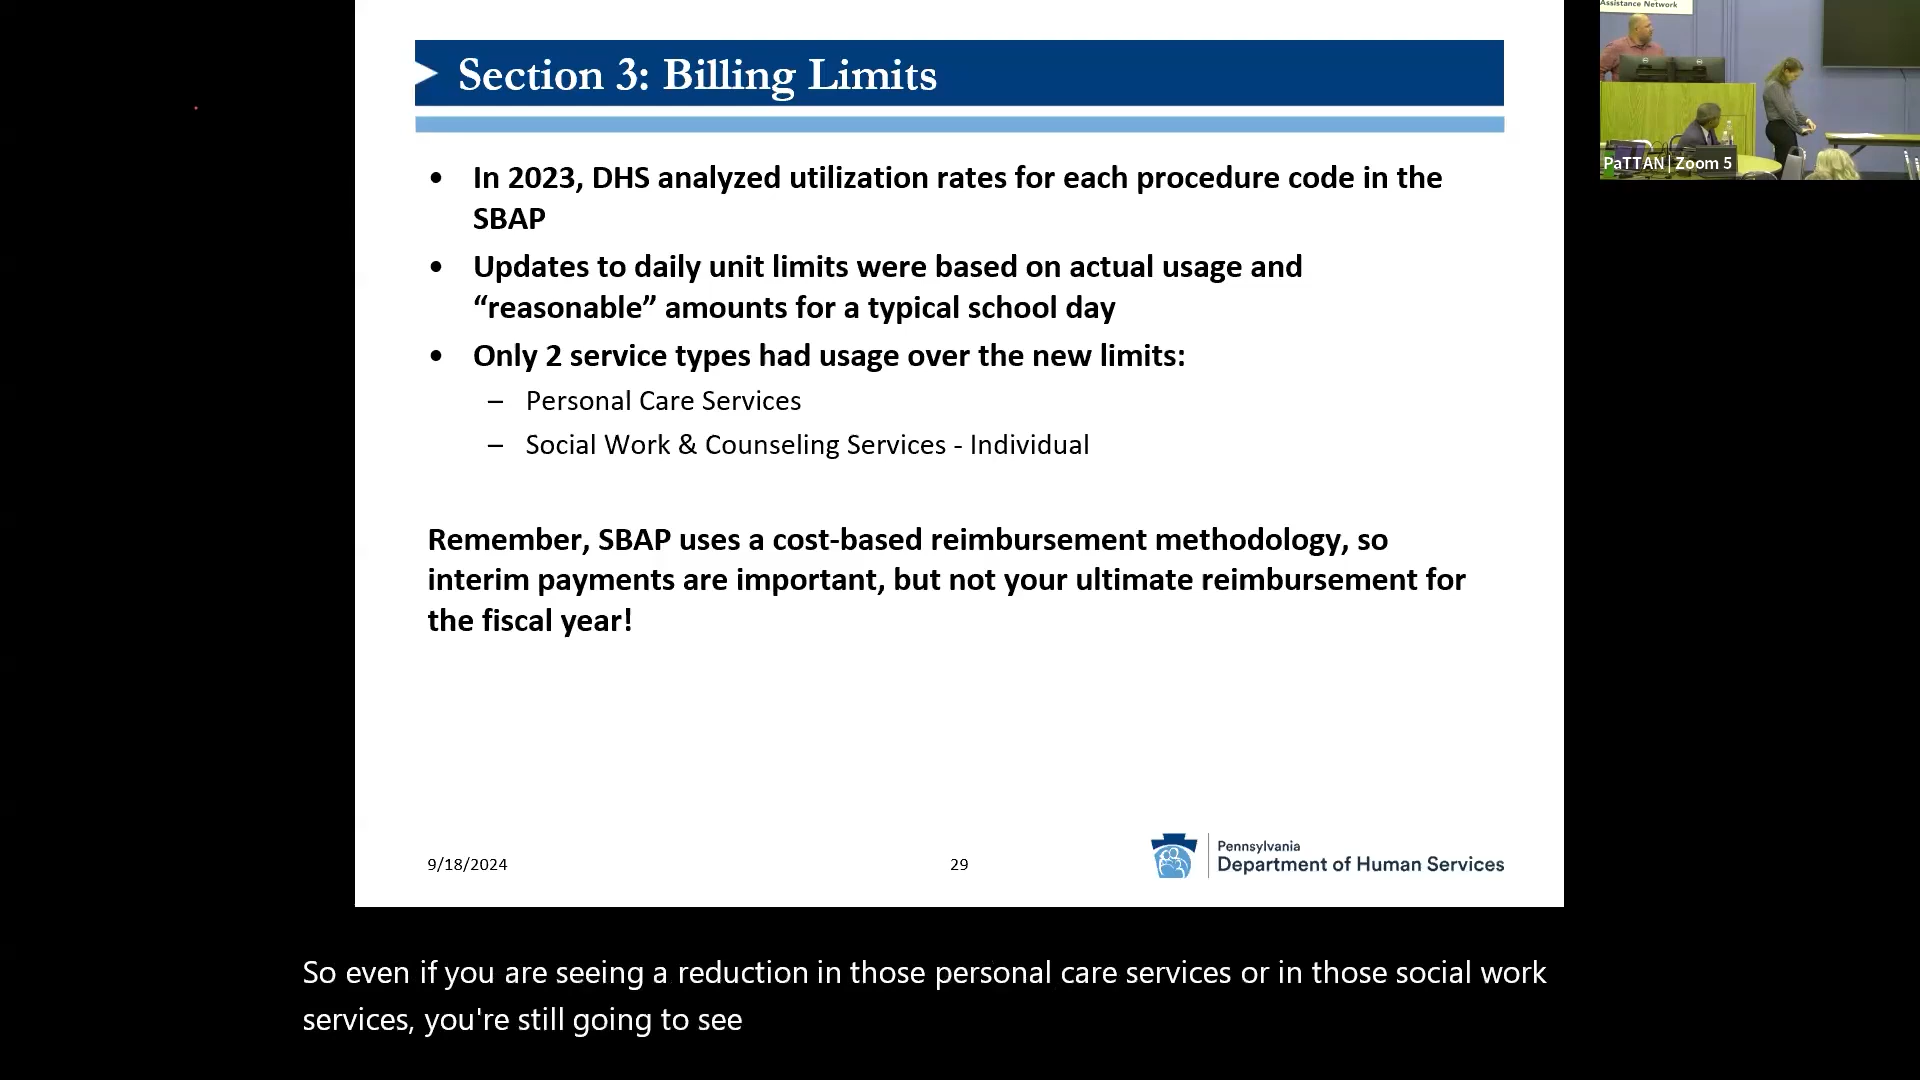 Assistance Network
PaTTAN | Zoom 5
Section 3: Billing Limits
• In 2023, DHS analyzed utilization rates for each procedure code in the
SBAP
• Updates to daily unit limits were based on actual usage and
“reasonable” amounts for a typical school day
• Only 2 service types had usage over the new limits:
– Personal Care Services
– Social Work & Counseling Services - Individual
Remember, SBAP uses a cost-based reimbursement methodology, so
interim payments are important, but not your ultimate reimbursement for
the fiscal year!
9/18/2024
29
Pennsylvania
Department of Human Services
So even if you are seeing a reduction in those personal care services or in those social work
services, you're still going to see